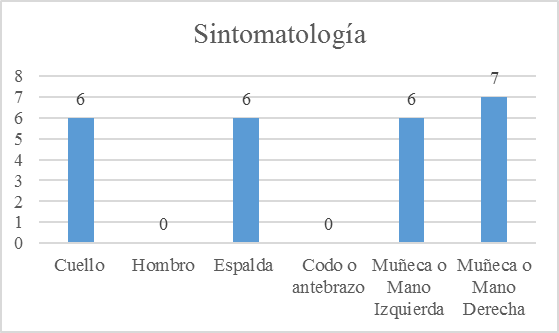 Sintomatología
8
7
6
5
4
3
2
1
0
6
0
6
0
6
7
Cuello
Hombro
Espalda
Codo o
antebrazo
Muñeca o
Mano
Izquierda
Muñeca o
Mano
Derecha